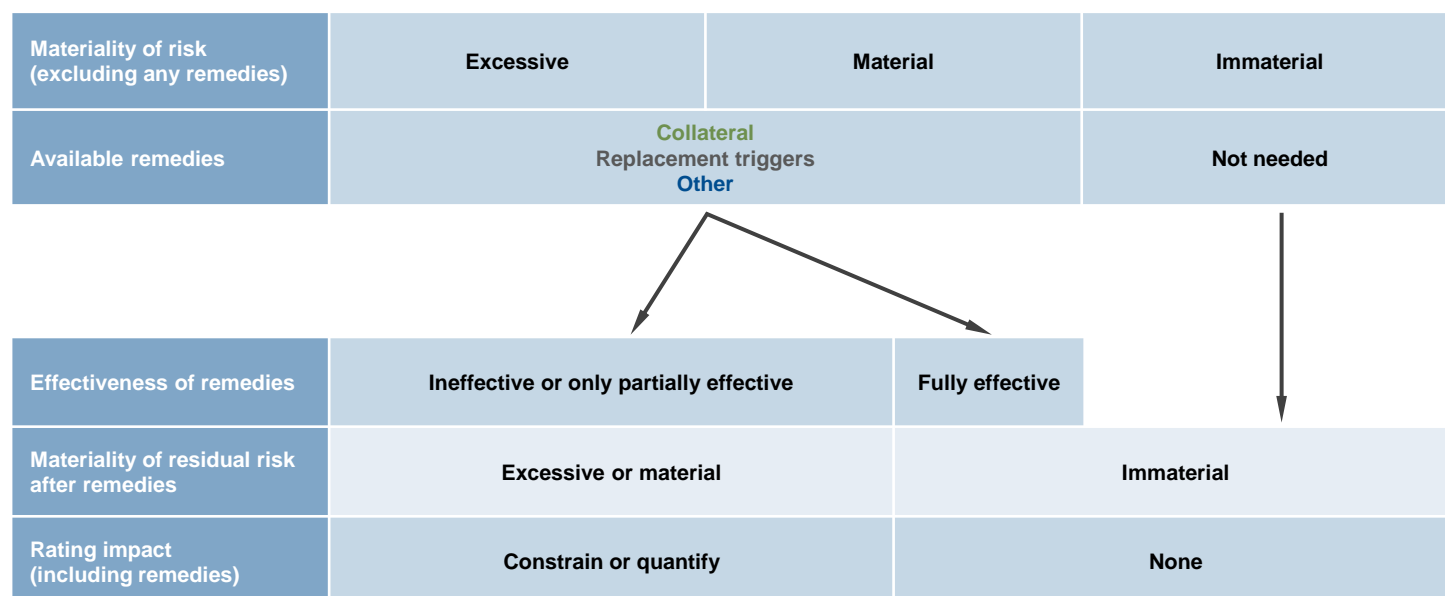 Materiality of risk
(excluding any remedies)
Excessive
Material
Immaterial
Available remedies
Collateral
Replacement triggers
Other
Not needed
Effectiveness of remedies
Ineffective or only partially effective
Fully effective
Materiality of residual risk
after remedies
Excessive or material
Immaterial
Rating impact
(including remedies)
Constrain or quantify
None